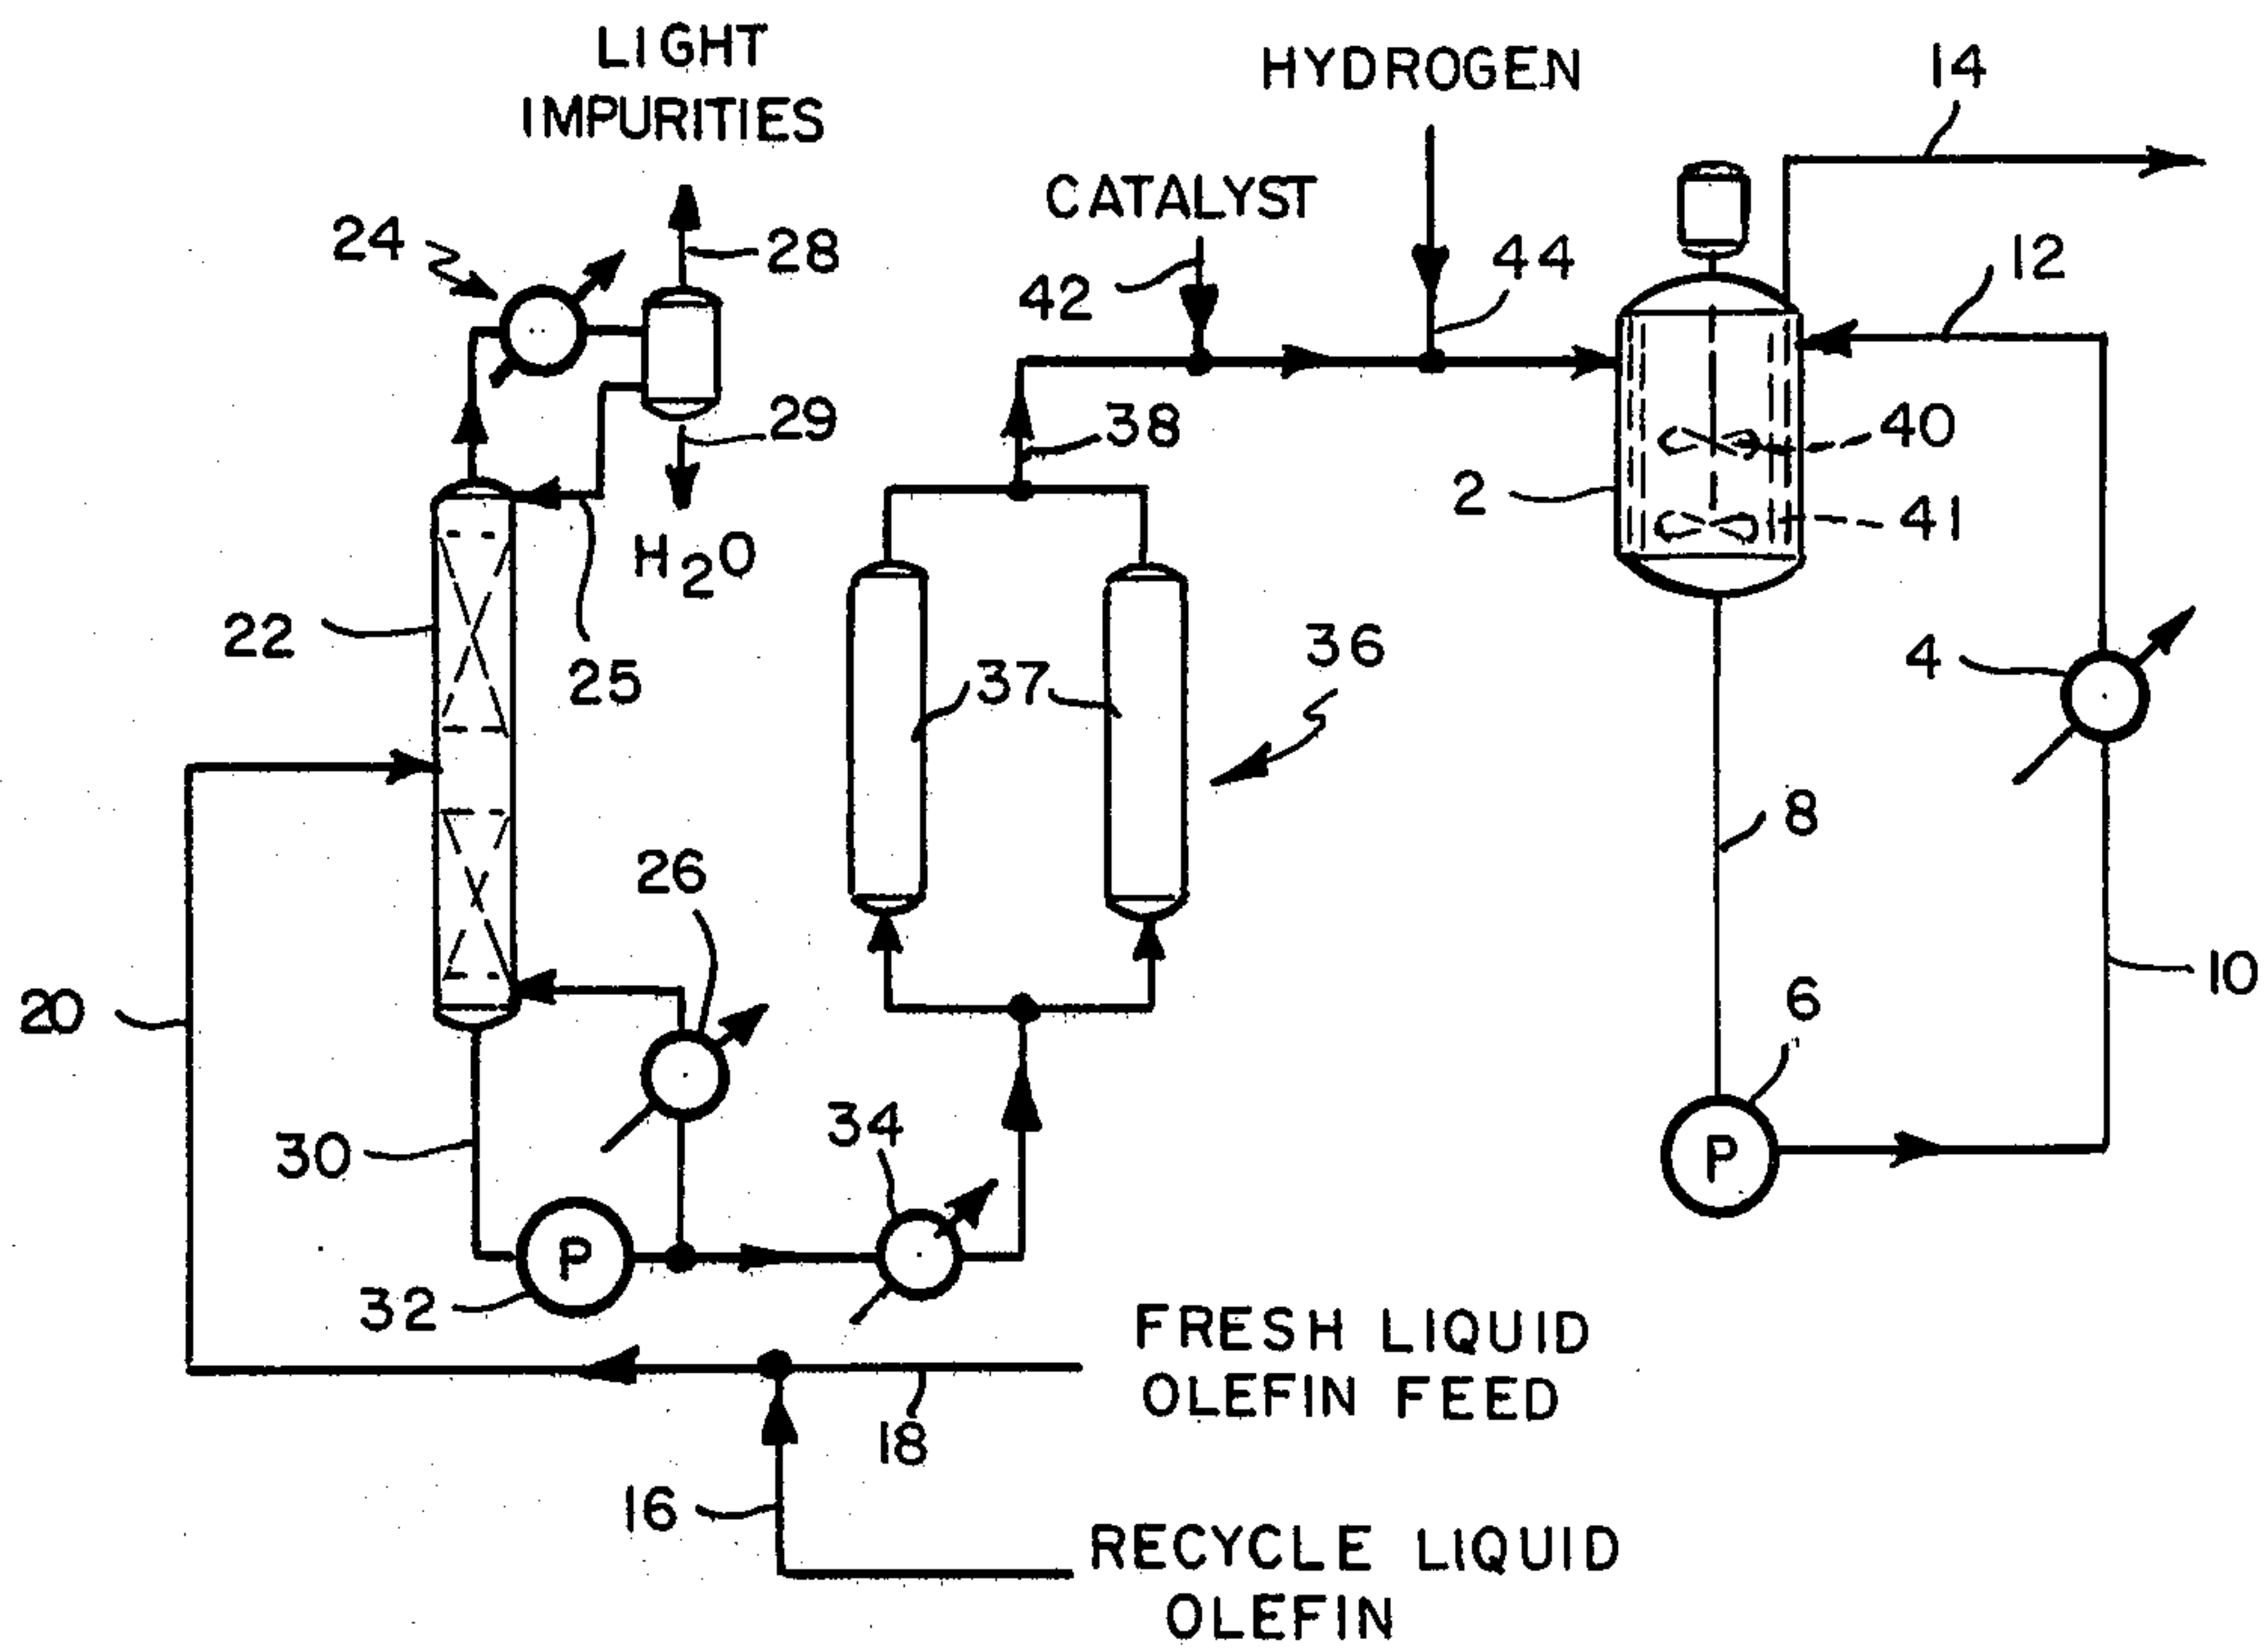 LIGHT
IMPURITIES
HYDROGEN
14
CATALYST
24
28
42
44
12
29
38
40
2
41
H2O
22
25
37
36
4
8
26
20
6
10
34
30
P
P
32
FRESH LIQUID
OLEFIN FEED
18
16
RECYCLE LIQUID
OLEFIN